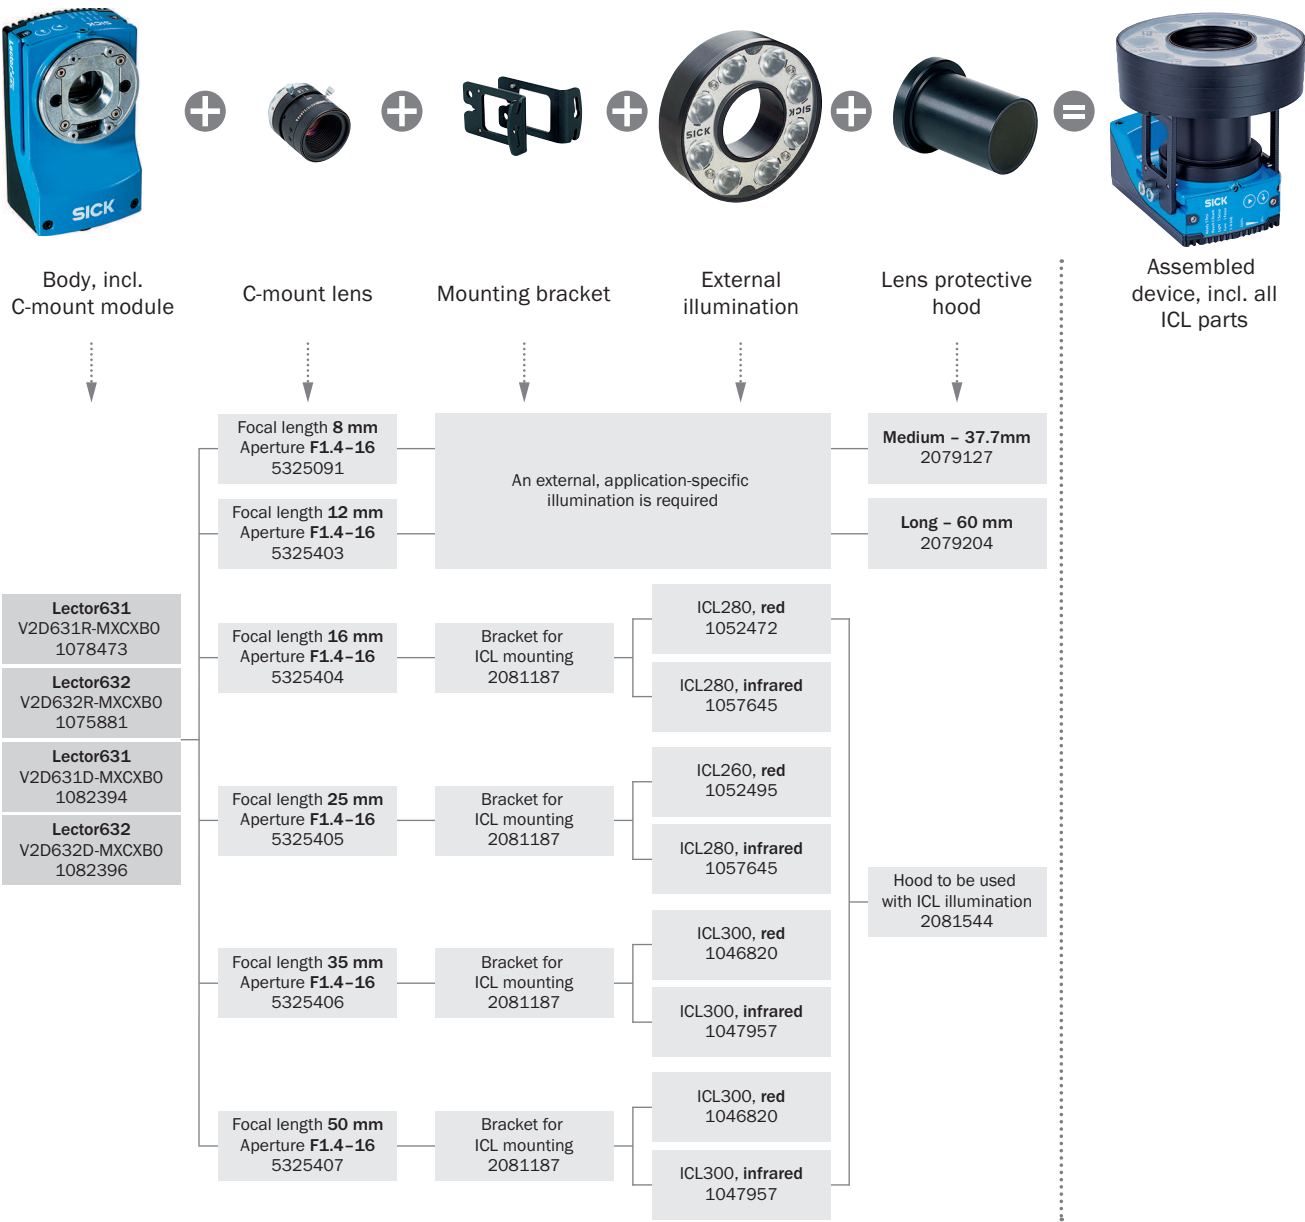 SICK
SICK
SICK
SICK
Body, incl.
C-mount module
C-mount lens
Mounting bracket
External
illumination
Lens protective
hood
Assembled
device, incl. all
ICL parts
Lector631
V2D631R-MXCXB0
1078473
Lector632
V2D632R-MXCXB0
1075881
Lector631
V2D631D-MXCXB0
1082394
Lector632
V2D632D-MXCXB0
1082396
Focal length 8 mm
Aperture F1.4–16
5325091
Focal length 12 mm
Aperture F1.4–16
5325403
An external, application-specific
illumination is required
Medium – 37.7mm
2079127
Long – 60 mm
2079204
Focal length 16 mm
Aperture F1.4–16
5325404
Bracket for
ICL mounting
2081187
ICL280, red
1052472
ICL280, infrared
1057645
Focal length 25 mm
Aperture F1.4–16
5325405
Bracket for
ICL mounting
2081187
ICL260, red
1052495
ICL280, infrared
1057645
Focal length 35 mm
Aperture F1.4–16
5325406
Bracket for
ICL mounting
2081187
ICL300, red
1046820
ICL300, infrared
1047957
Focal length 50 mm
Aperture F1.4–16
5325407
Bracket for
ICL mounting
2081187
ICL300, red
1046820
ICL300, infrared
1047957
Hood to be used
with ICL illumination
2081544